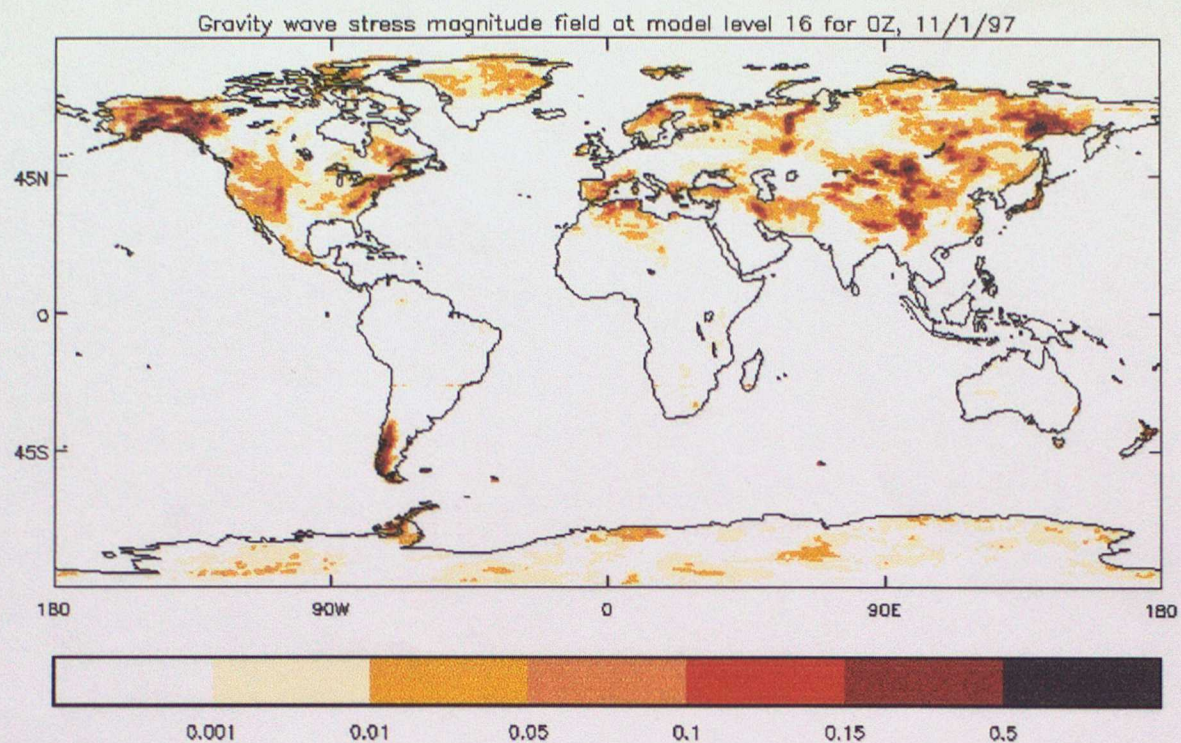 Gravity wave stress magnitude field at model level 16 for 0Z, 11/1/97
45N
0
45S
180 90W 0 90E 180
0.001 0.01 0.05 0.1 0.15 0.5